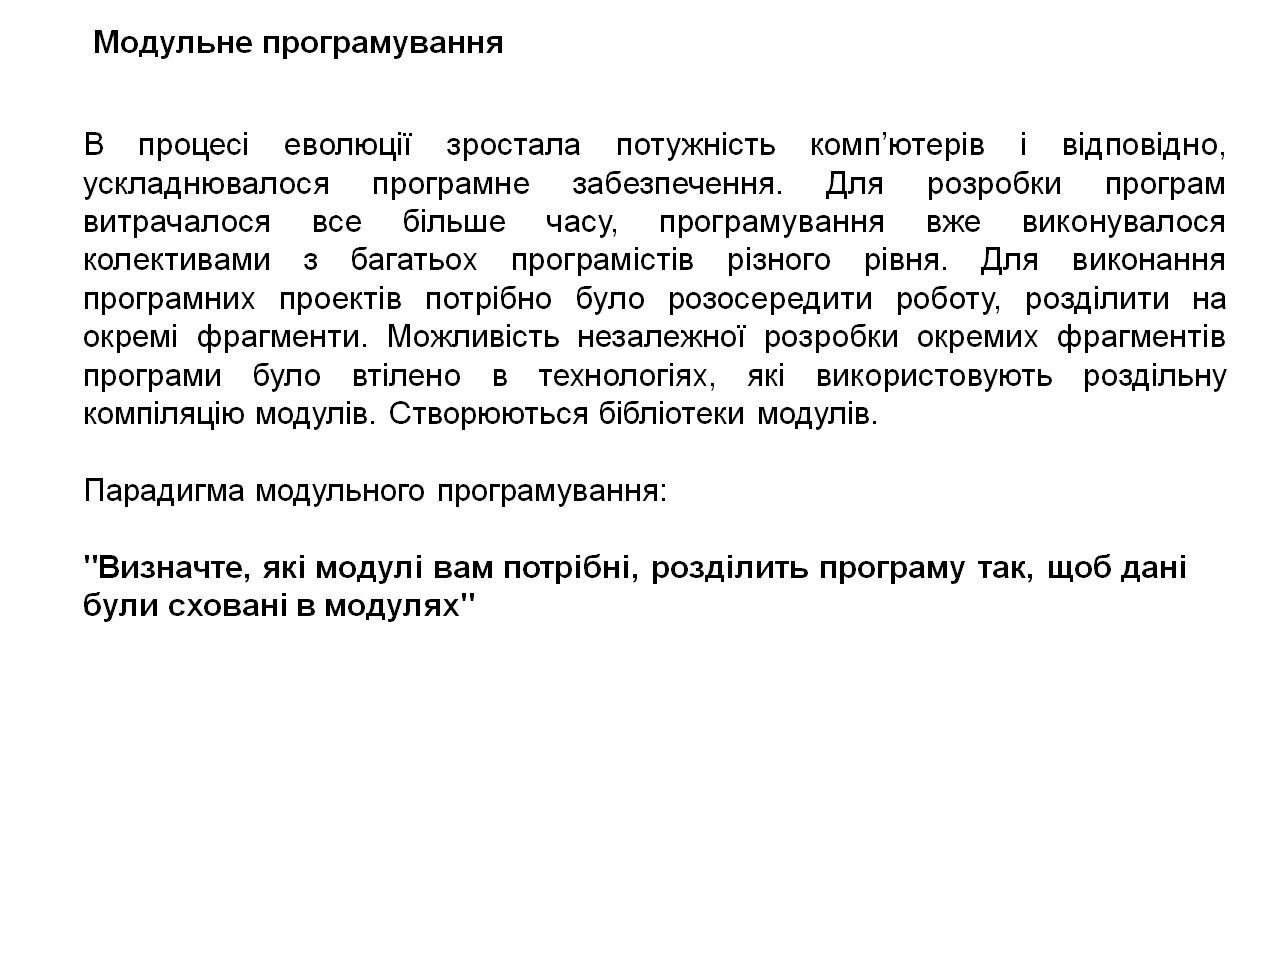 Модульне програмування
В процесі еволюції зростала потужність комп’ютерів і відповідно,
ускладнювалося програмне забезпечення. Для розробки програм
витрачалося все більше часу, програмування вже виконувалося
колективами з багатьох програмістів різного рівня. Для виконання
програмних проектів потрібно було розосередити роботу, розділити на
окремі фрагменти. Можливість незалежної розробки окремих фрагментів
програми було втілено в технологіях, які використовують роздільну
компіляцію модулів. Створюються бібліотеки модулів.
Парадигма модульного програмування:
"Визначте, які модулі вам потрібні, розділить програму так, щоб дані
були сховані в модулях"